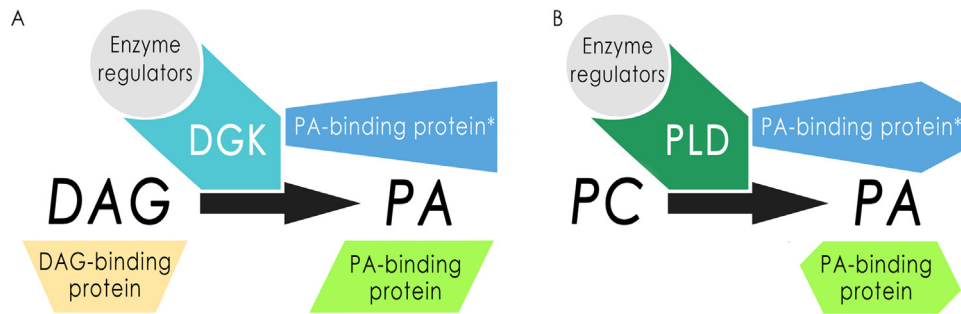 A
Enzyme
regulators
DGK
PA-binding protein*
DAG
PA
DAG-binding
protein
PA-binding
protein
B
Enzyme
regulators
PLD
PA-binding protein*
PC
PA
PA-binding
protein